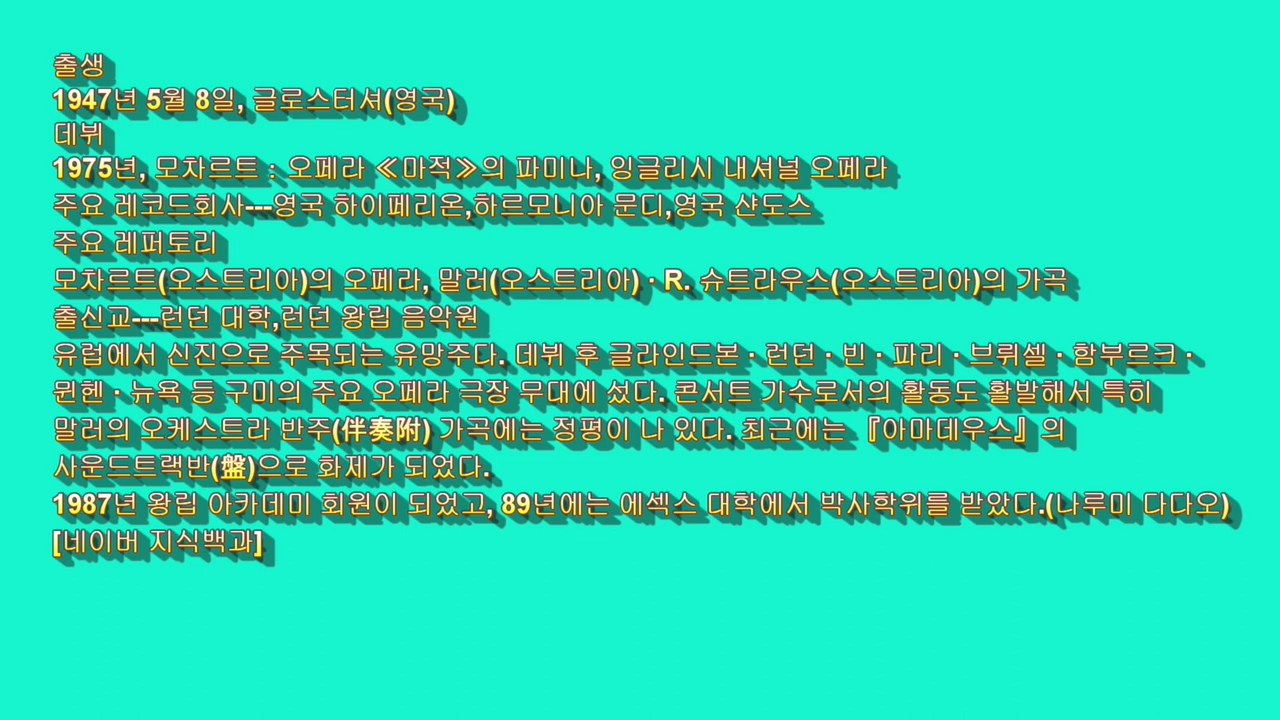 출생
1947년 5월 8일, 글로스터셔(영국)
데뷔
1975년, 모차르트 : 오페라 ≪마적≫의 파미나, 잉글리시 내셔널 오페라
주요 레코드회사---영국 하이페리온,하르모니아 문디,영국 샨도스
주요 레퍼토리
모차르트(오스트리아)의 오페라, 말러(오스트리아) · R. 슈트라우스(오스트리아)의 가곡
출신교---런던 대학,런던 왕립 음악원
유럽에서 신진으로 주목되는 유망주다. 데뷔 후 글라인드본 · 런던 · 빈 · 파리 · 브뤼셀 · 함부르크 ·
뮌헨 · 뉴욕 등 구미의 주요 오페라 극장 무대에 섰다. 콘서트 가수로서의 활동도 활발해서 특히
말러의 오케스트라 반주(伴奏附) 가곡에는 정평이 나 있다. 최근에는 『아마데우스』의
사운드트랙반(盤)으로 화제가 되었다.
1987년 왕립 아카데미 회원이 되었고, 89년에는 에섹스 대학에서 박사학위를 받았다.(나루미 다다오)
[네이버 지식백과]